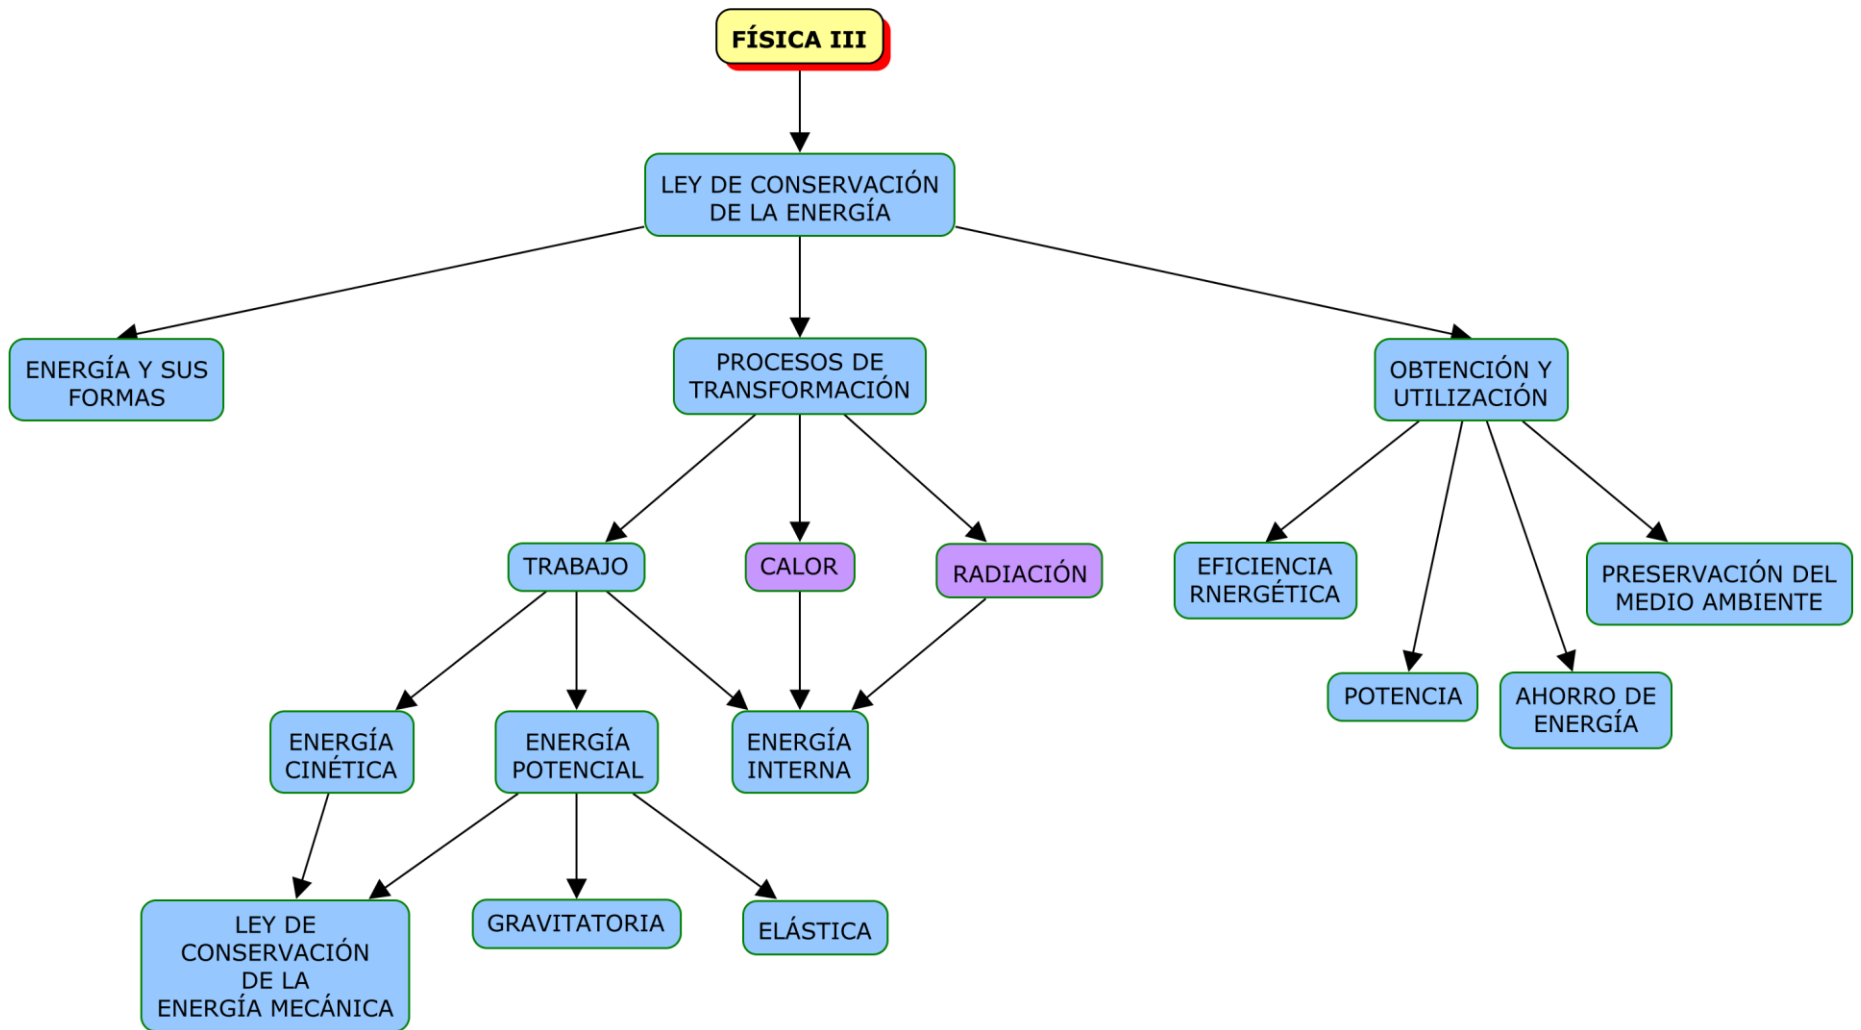 FÍSICA III
LEY DE CONSERVACIÓN
DE LA ENERGÍA
ENERGÍA Y SUS
FORMAS
PROCESOS DE
TRANSFORMACIÓN
OBTENCIÓN Y
UTILIZACIÓN
TRABAJO
CALOR
RADIACIÓN
EFICIENCIA
RNERGÉTICA
PRESERVACIÓN DEL
MEDIO AMBIENTE
POTENCIA
AHORRO DE
ENERGÍA
ENERGÍA
CINÉTICA
ENERGÍA
POTENCIAL
ENERGÍA
INTERNA
LEY DE
CONSERVACIÓN
DE LA
ENERGÍA MECÁNICA
GRAVITATORIA
ELÁSTICA